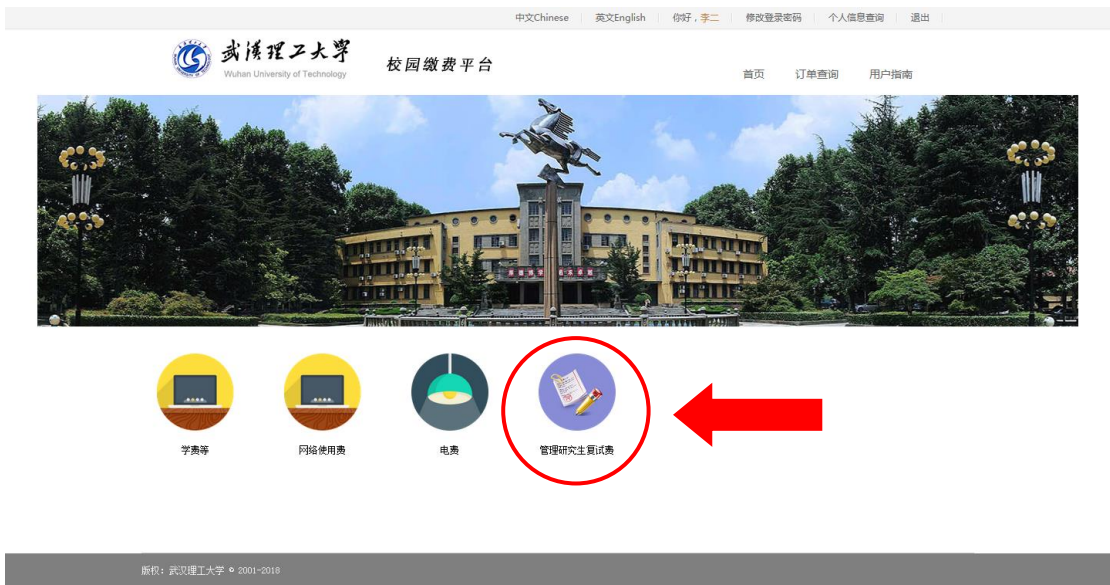 中文Chinese 英文English 你好，李二 修改登录密码 个人信息查询 退出
武汉理工大学
Wuhan University of Technology
校园缴费平台
首页 订单查询 用户指南
学费等 网络使用费 电费 管理研究生复试费
版权：武汉理工大学 © 2001-2018